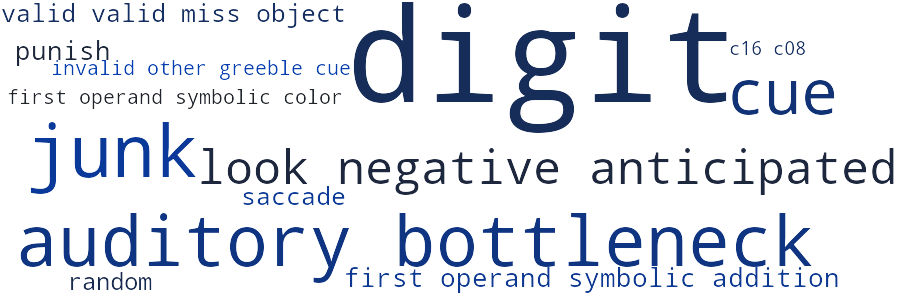 valid valid miss object
digit
punish
c16 c08
invalid other greeble cue
cue
first operand symbolic color
junk
look negative anticipated
saccade
auditory bottleneck
random
first operand symbolic addition